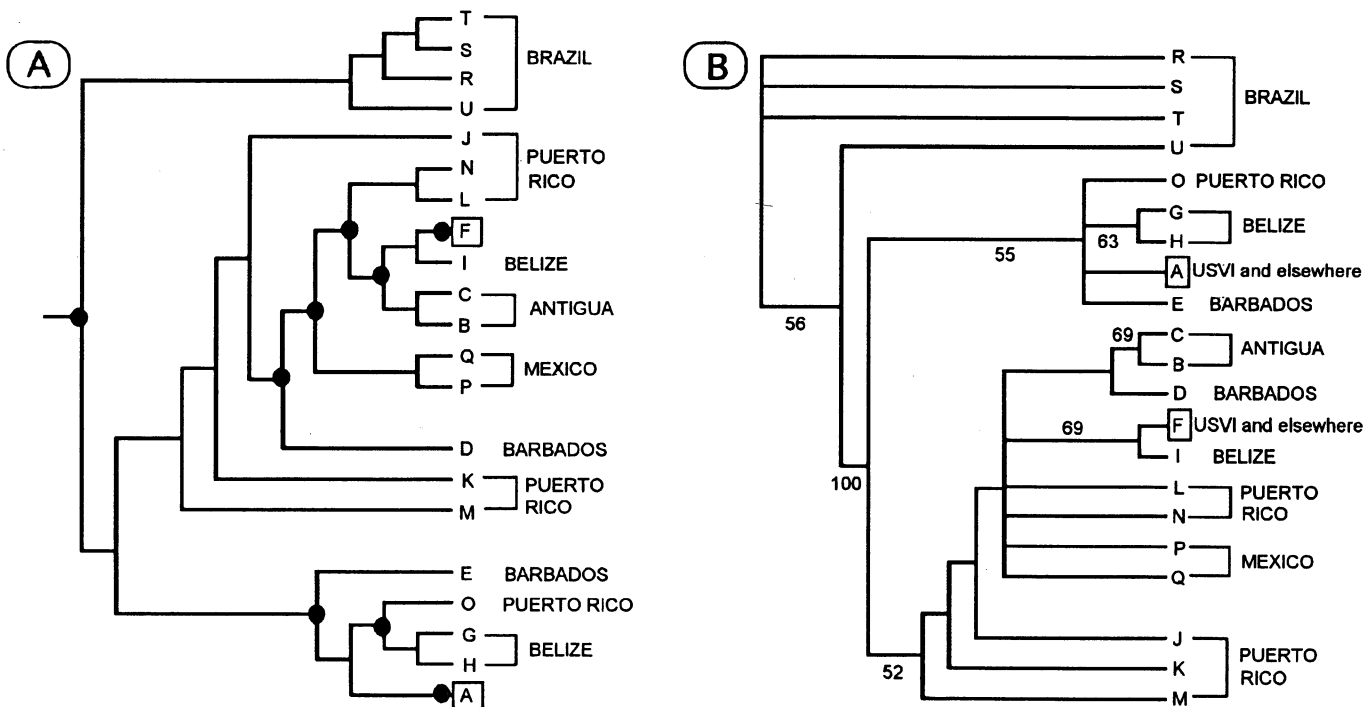 A
T
S
BRAZIL
R
U
J
PUERTO
N
RICO
L
F
I BELIZE
C
ANTIGUA
B
Q
MEXICO
P
D BARBADOS
K
PUERTO
RICO
M
E BARBADOS
O PUERTO RICO
G
BELIZE
H
A
B
R
S
BRAZIL
T
U
O PUERTO RICO
G
BELIZE
63
H
55
A USVI and elsewhere
E BARBADOS
56
69 C
ANTIGUA
B
D BARBADOS
69 F USVI and elsewhere
I BELIZE
100
L
PUERTO
RICO
N
P
MEXICO
Q
J
PUERTO
52
K
RICO
M